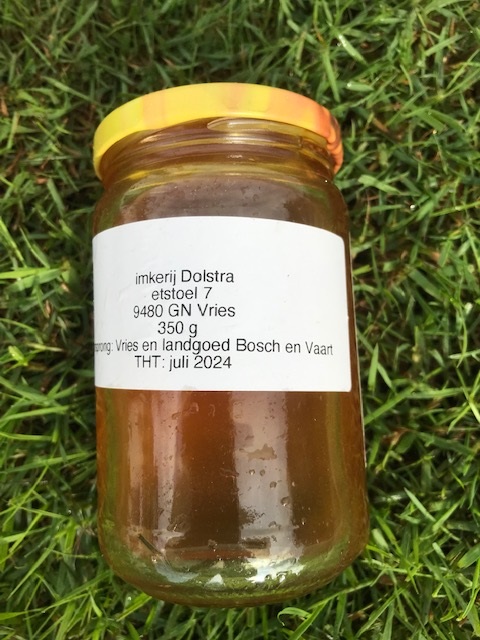 imkerij Dolstra
etstoel 7
9480 GN Vries
350 g
Vries en landgoed Bosch en Vaart
THT: juli 2024